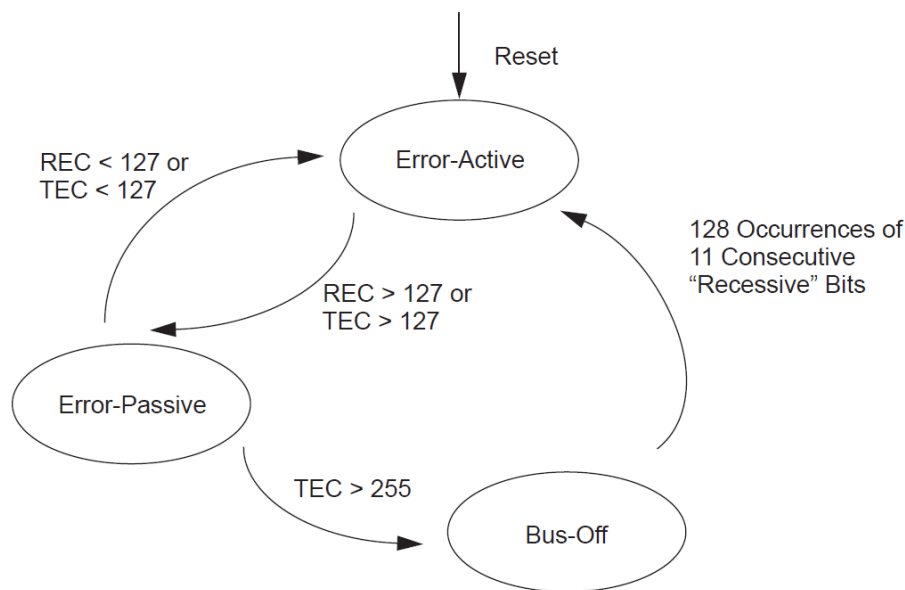 Reset
Error-Active
REC < 127 or
TEC < 127
128 Occurrences of
11 Consecutive
“Recessive” Bits
REC > 127 or
TEC > 127
Error-Passive
TEC > 255
Bus-Off